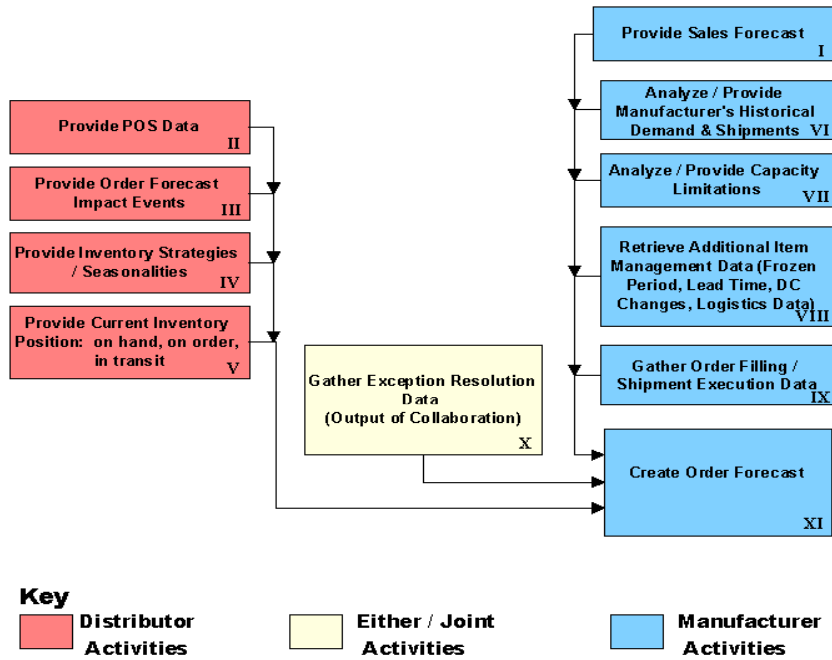 Provide Sales Forecast
I
Provide POS Data
II
Provide Order Forecast
Impact Events
III
Provide Inventory Strategies
/ Seasonalities
IV
Provide Current Inventory
Position: on hand, on order,
in transit
V
Analyze / Provide
Manufacturer's Historical
Demand & Shipments
VI
Analyze / Provide Capacity
Limitations
VII
Retrieve Additional Item
Management Data (Frozen
Period, Lead Time, DC
Changes, Logistics Data)
VIII
Gather Order Filling /
Shipment Execution Data
IX
Gather Exception Resolution
Data
(Output of Collaboration)
X
Create Order Forecast
XI
Key
Distributor
Activities
Either / Joint
Activities
Manufacturer
Activities